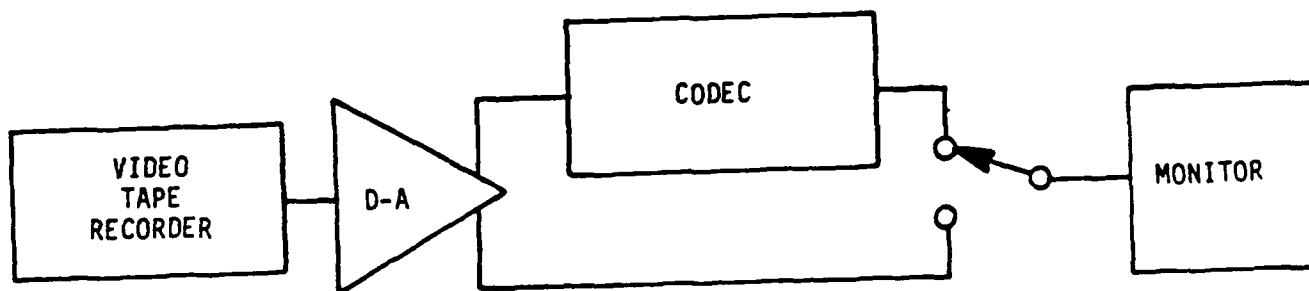 VIDEO
TAPE
RECORDER
D-A
CODEC
MONITOR